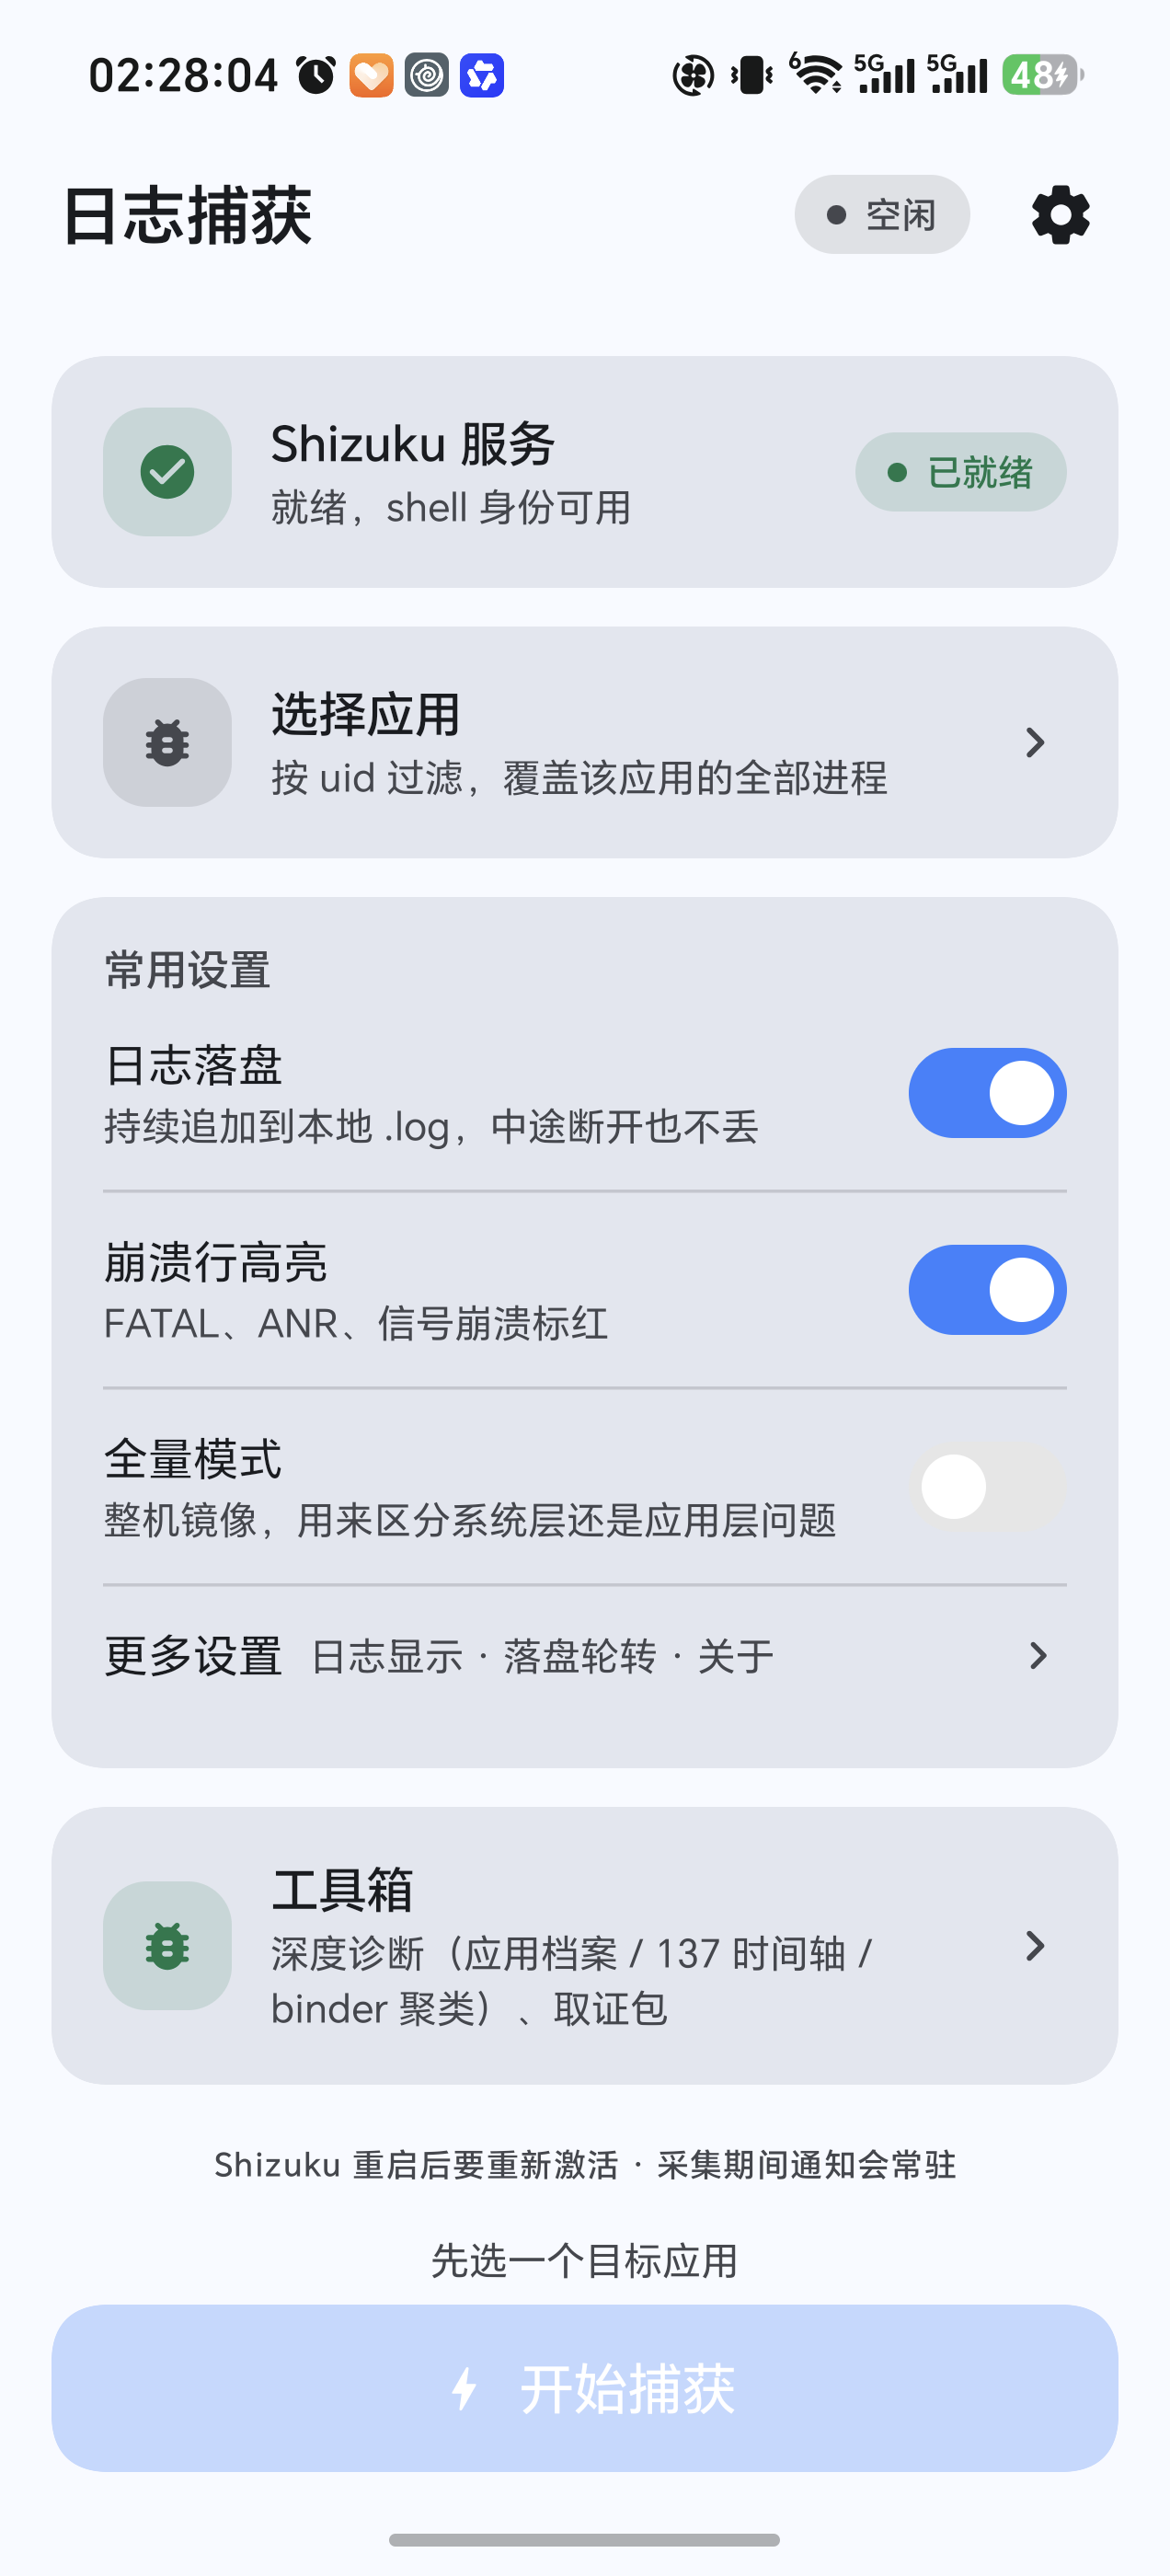 02:28:04
6 5G 5G 48
日志捕获
空闲
Shizuku 服务
就绪，shell 身份可用
已就绪
选择应用
按 uid 过滤，覆盖该应用的全部进程
常用设置
日志落盘
持续追加到本地 .log，中途断开也不丢
崩溃行高亮
FATAL、ANR、信号崩溃标红
全量模式
整机镜像，用来区分系统层还是应用层问题
更多设置 日志显示 · 落盘轮转 · 关于
工具箱
深度诊断（应用档案 / 137 时间轴 /
binder 聚类）、取证包
Shizuku 重启后要重新激活 · 采集期间通知会常驻
先选一个目标应用
开始捕获